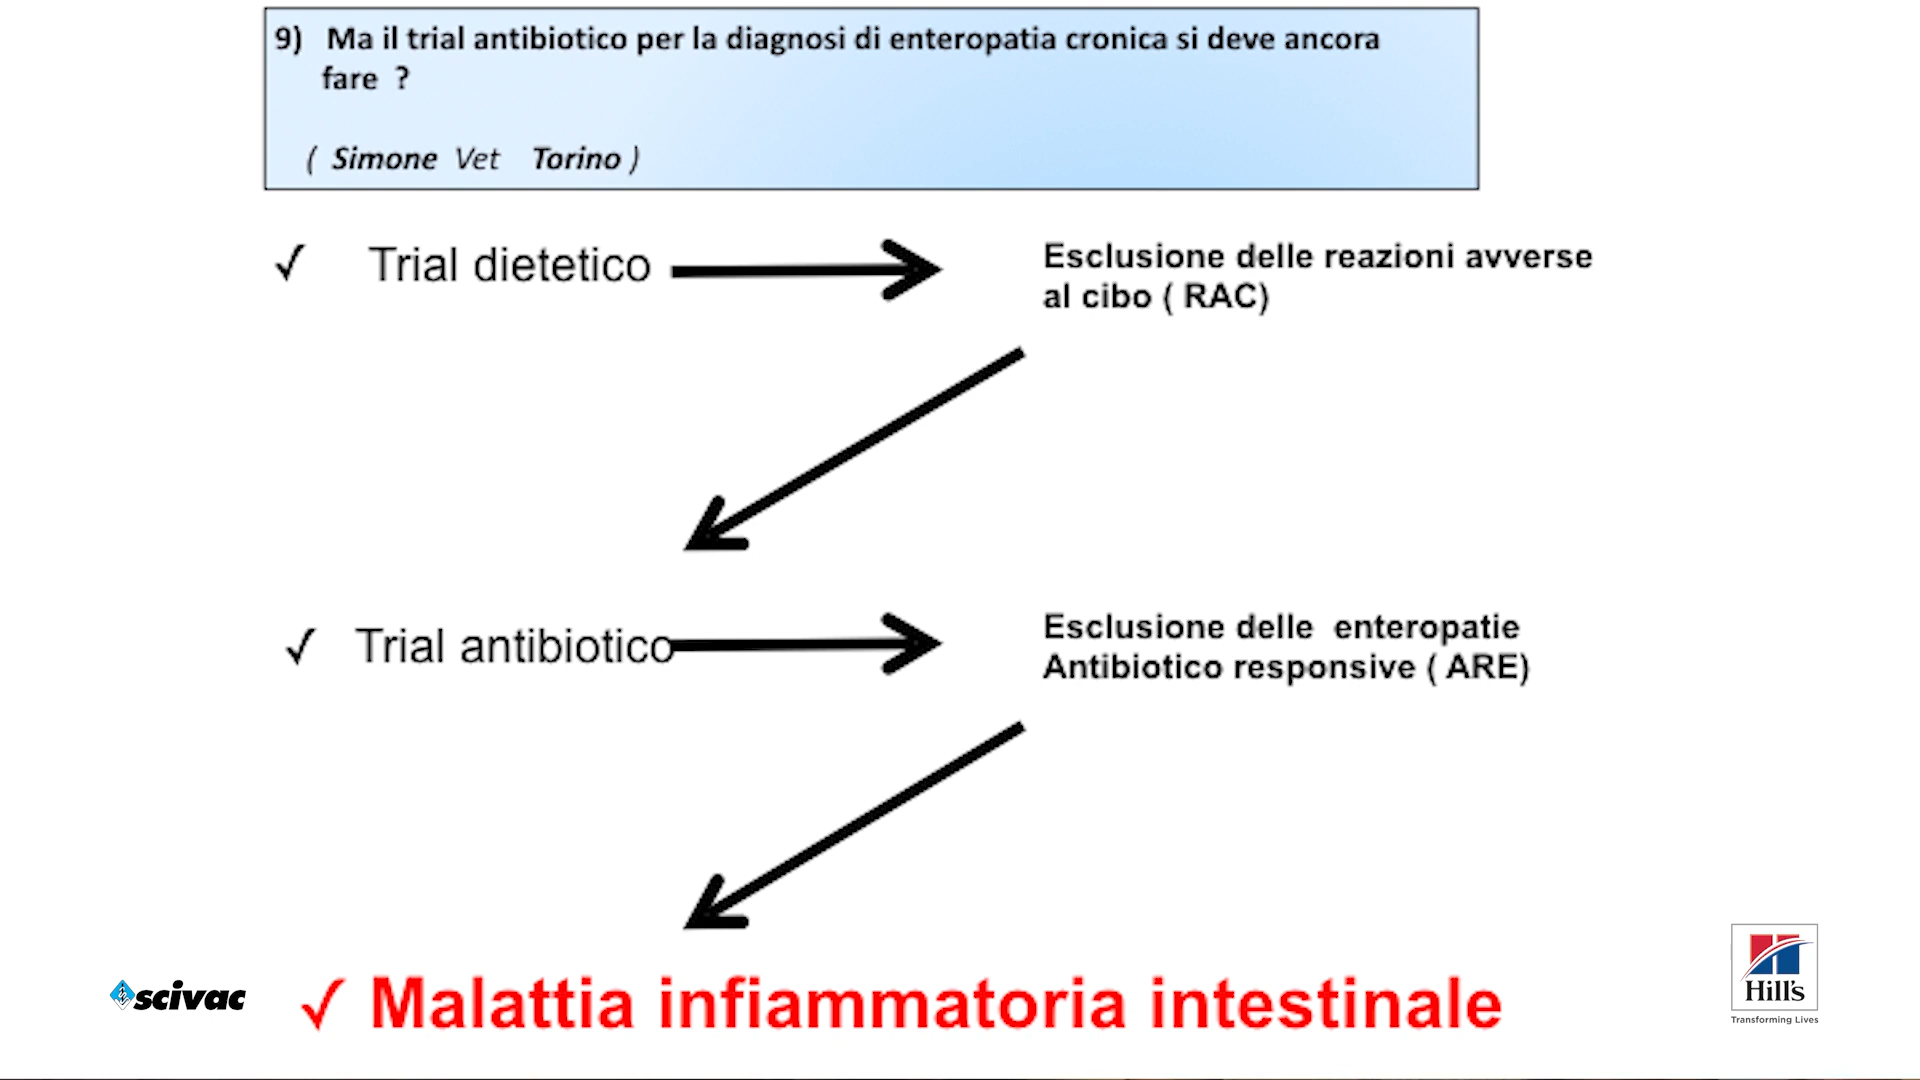 9) Ma il trial antibiotico per la diagnosi di enteropatia cronica si deve ancora
fare ?
( Simone Vet Torino )
✓ Trial dietetico
Esclusione delle reazioni avverse
al cibo ( RAC)
✓ Trial antibiotico
Esclusione delle enteropatie
Antibiotico responsive ( ARE)
✓ Malattia infiammatoria intestinale
scivac
Hill's
Transforming Lives